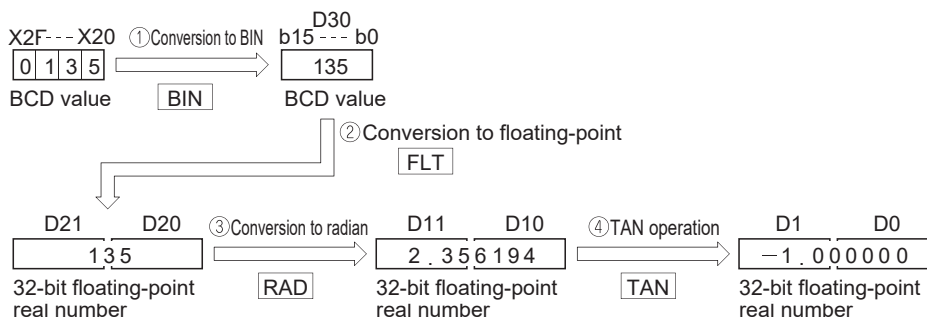 D30
X2F---X20 ①Conversion to BIN b15---b0
0 1 3 5 135
BCD value BIN BCD value
②Conversion to floating-point
FLT
D21 D20 ③Conversion to radian D11 D10 ④TAN operation D1 D0
135 2.356194 −1.000000
32-bit floating-point real number RAD 32-bit floating-point real number TAN 32-bit floating-point real number